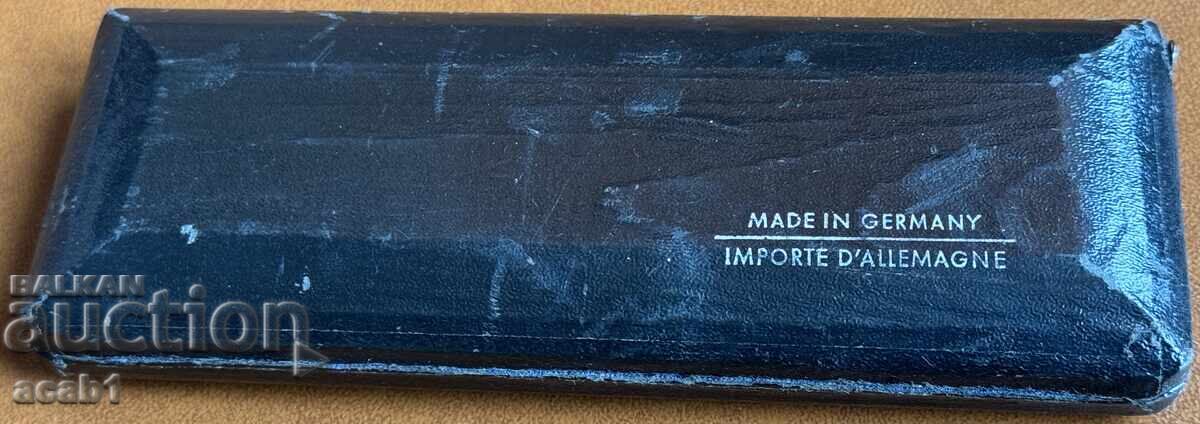 MADE IN GERMANY
IMPORTE D'ALLEMAGNE
BALKAN
auction
acab1